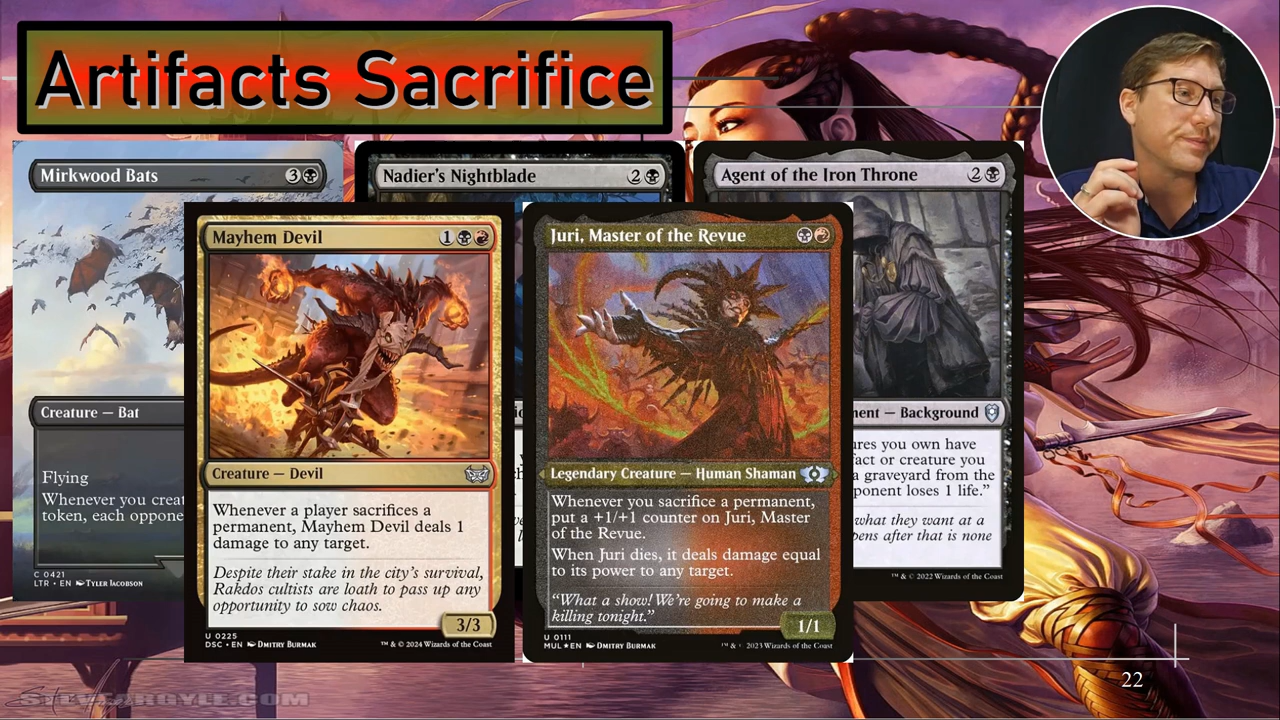 Artifacts Sacrifice
Mirkwood Bats 3
Nadier's Nightblade 2
Agent of the Iron Throne 2
Mayhem Devil 1
Juri, Master of the Revue
Creature — Bat
Flying
Whenever you creat
token, each oppone
C 0421
LTR • EN Tyler Jacobson
Creature — Devil
Whenever a player sacrifices a
permanent, Mayhem Devil deals 1
damage to any target.
Despite their stake in the city's survival,
Rakdos cultists are loath to pass up any
opportunity to sow chaos.
3/3
U 0225
DSC • EN Dmitry Burmak
™ & © 2024 Wizards of the Coast
Legendary Creature — Human Shaman
Whenever you sacrifice a permanent,
put a +1/+1 counter on Juri, Master
of the Revue.
When Juri dies, it deals damage equal
to its power to any target.
“What a show! We're going to make a
killing tonight.”
1/1
U 0111
MUL★EN Dmitry Burmak
™ & © 2023 Wizards of the Coast
ment — Background
ures you own have
fact or creature you
a graveyard from the
ponent loses 1 life.”
what they want at a
pens after that is none
™ & © 2022 Wizards of the Coast
22